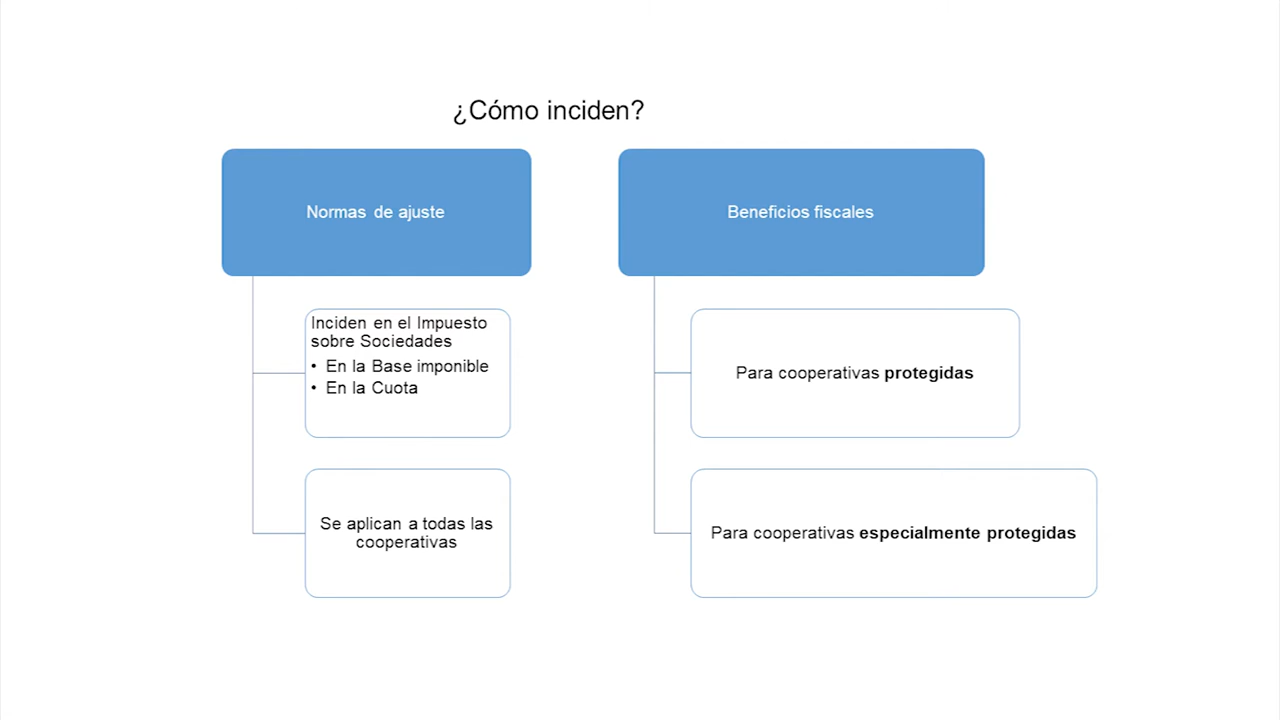 ¿Cómo inciden?
Normas de ajuste
Inciden en el Impuesto
sobre Sociedades
• En la Base imponible
• En la Cuota
Se aplican a todas las
cooperativas
Beneficios fiscales
Para cooperativas protegidas
Para cooperativas especialmente protegidas